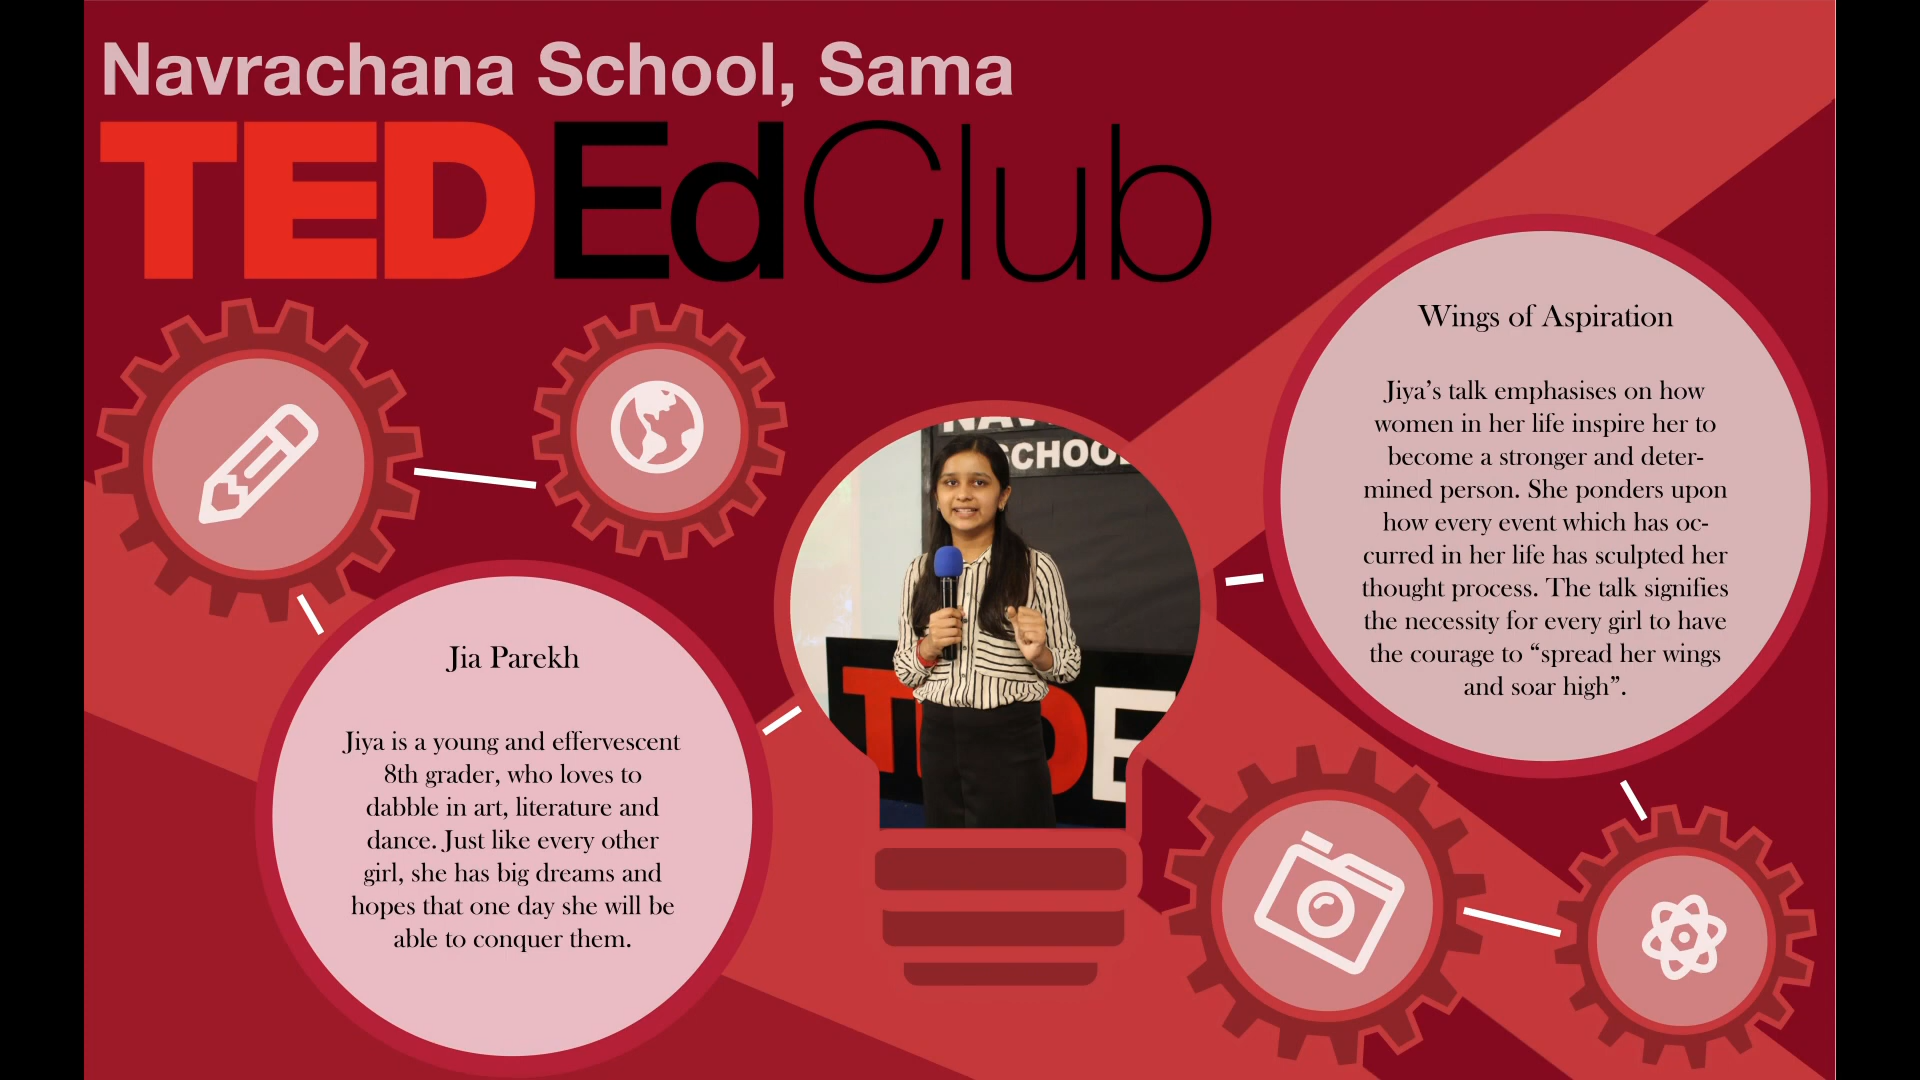 Navrachana School, Sama
TEDEdClub
Wings of Aspiration
Jiya’s talk emphasises on how
women in her life inspire her to
become a stronger and deter-
mined person. She ponders upon
how every event which has oc-
curred in her life has sculpted her
thought process. The talk signifies
the necessity for every girl to have
the courage to “spread her wings
and soar high”.
SCHOOL
TEDE
Jia Parekh
Jiya is a young and effervescent
8th grader, who loves to
dabble in art, literature and
dance. Just like every other
girl, she has big dreams and
hopes that one day she will be
able to conquer them.